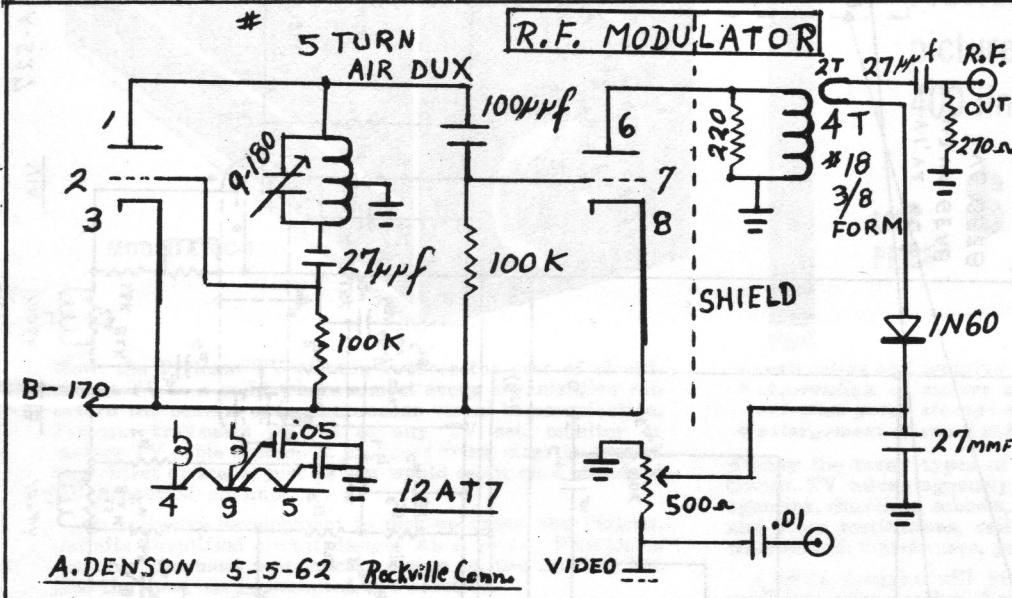 #
5 TURN
AIR DUX
R.F. MODULATOR
1
2
3
9-180
27µµf
100K
100µµf
100K
6
7
8
220
2T
4T
#18
3/8
FORM
27µµf
R.F.
OUT
270Ω
SHIELD
1N60
27MMF
B-170
.05
4 9 5
12AT7
500Ω
.01
VIDEO
A. DENSON 5-5-62 Rockville Conn.